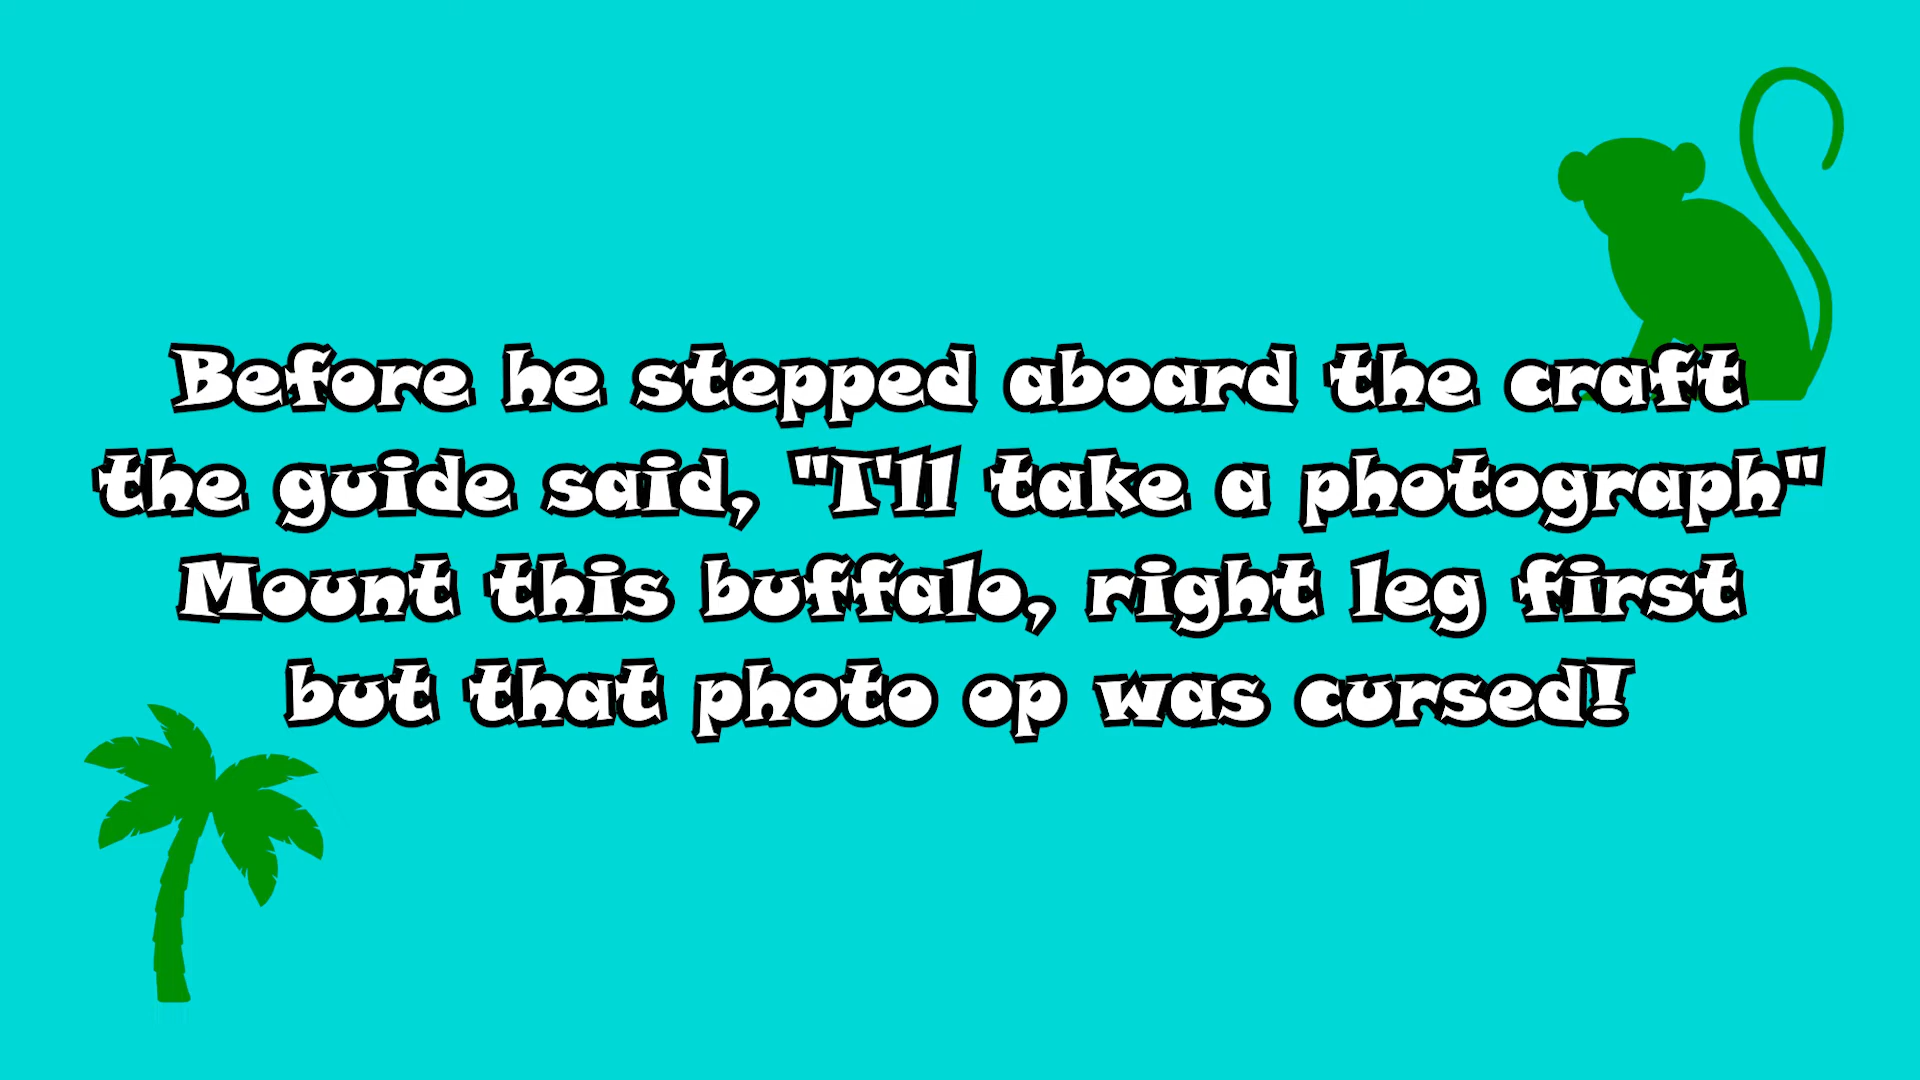 Before he stepped aboard the craft
the guide said, "I'll take a photograph"
Mount this buffalo, right leg first
but that photo op was cursed!